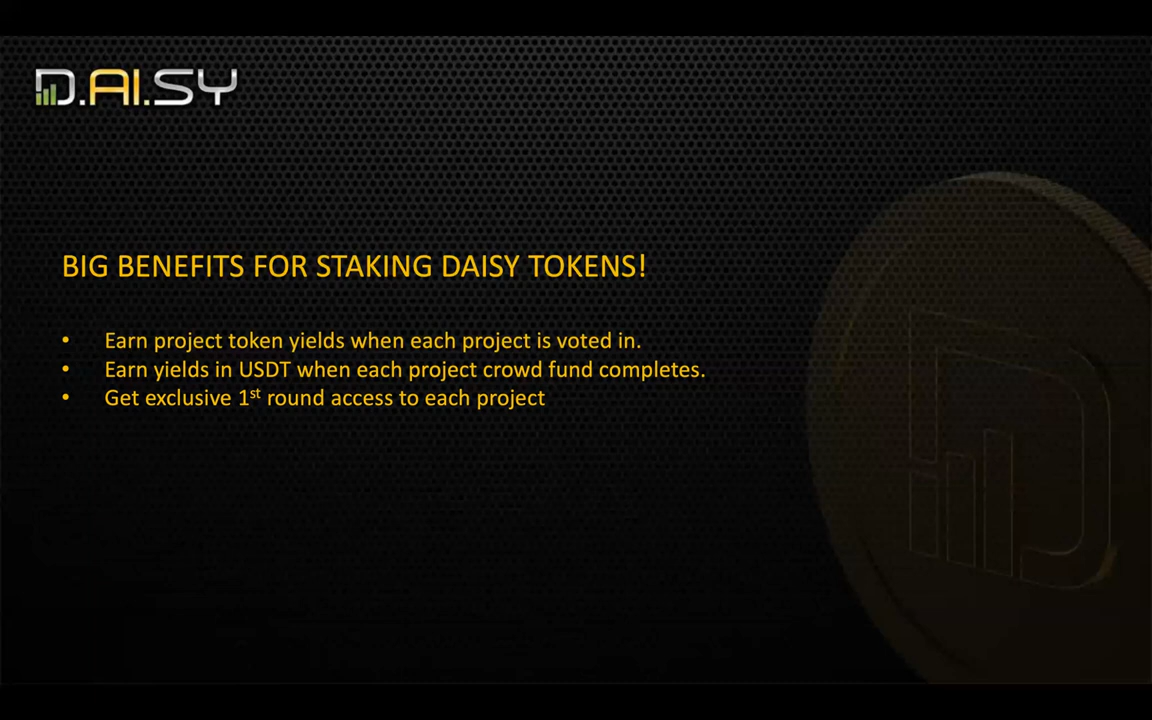 D.AI.SY
BIG BENEFITS FOR STAKING DAISY TOKENS!
• Earn project token yields when each project is voted in.
• Earn yields in USDT when each project crowd fund completes.
• Get exclusive 1st round access to each project